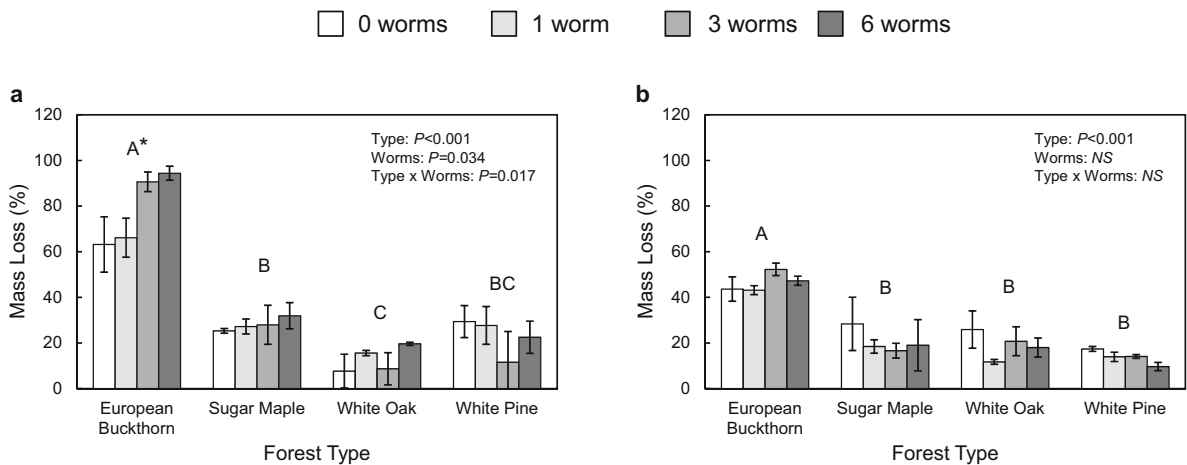 0 worms 1 worm 3 worms 6 worms
a
120
100
80
60
40
20
0
Mass Loss (%)
A*
B
C
BC
Type: P<0.001
Worms: P=0.034
Type x Worms: P=0.017
European Buckthorn
Sugar Maple
White Oak
White Pine
Forest Type
b
120
100
80
60
40
20
0
Mass Loss (%)
A
B
B
B
Type: P<0.001
Worms: NS
Type x Worms: NS
European Buckthorn
Sugar Maple
White Oak
White Pine
Forest Type